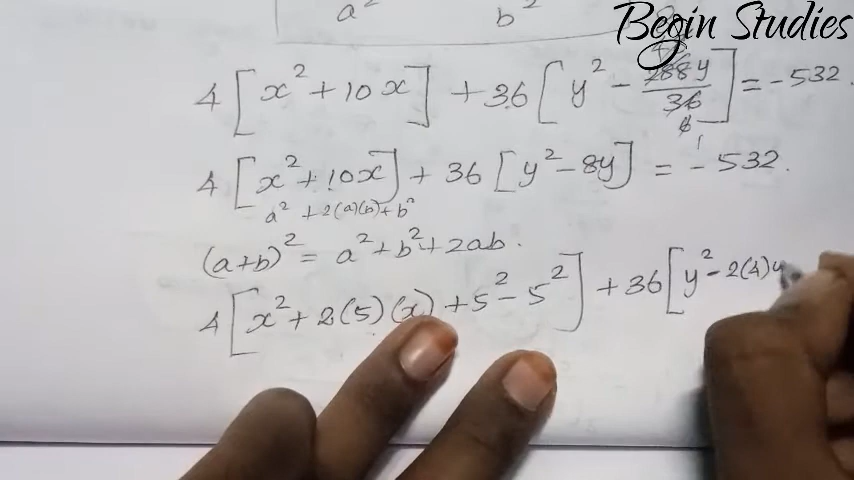 Begin Studies
a² b²
4[x² + 10x] + 36[y² - 288y/36] = -532
4[x² + 10x] + 36[y² - 8y] = -532.
a² + 2(a)(b) + b²
(a+b)² = a² + b² + 2ab.
4[x² + 2(5)(x) + 5² - 5²] + 36[y² - 2(4)y